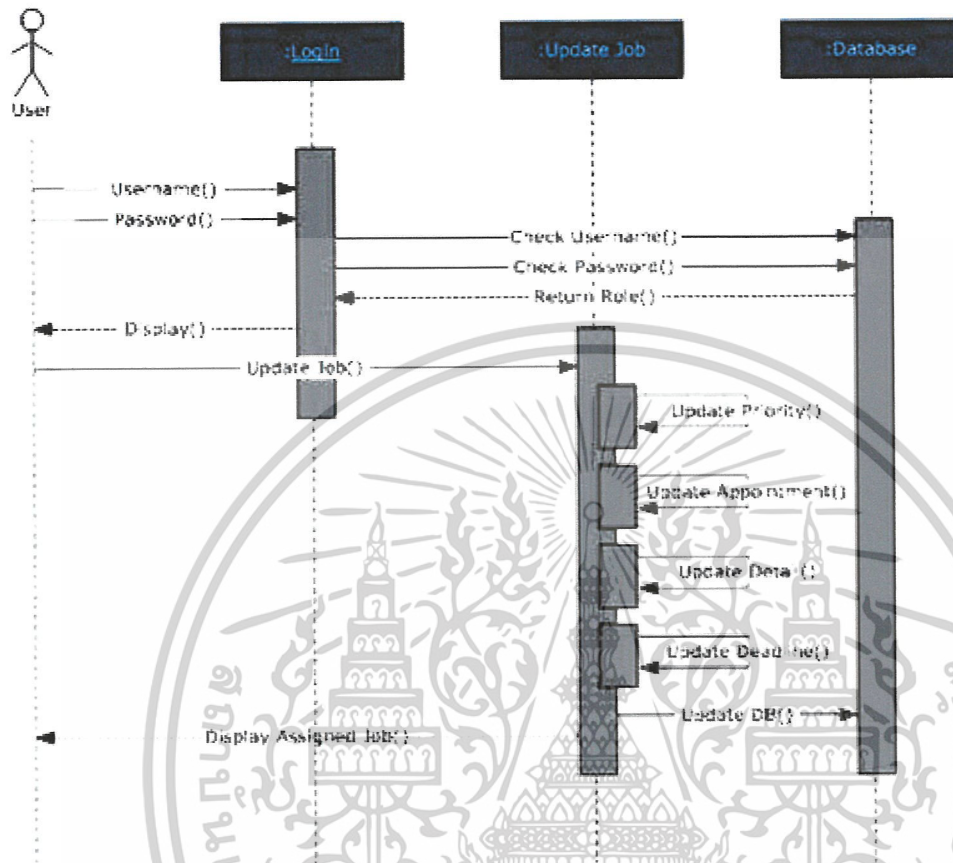 :Login
:Update Job
:Database
User
Username()
Password()
Check Username()
Check Password()
Return Role()
Display()
Update Job()
Update Priority()
Update Appointment()
Update Detail()
Update Deadline()
Update DB()
Display Assigned Job()